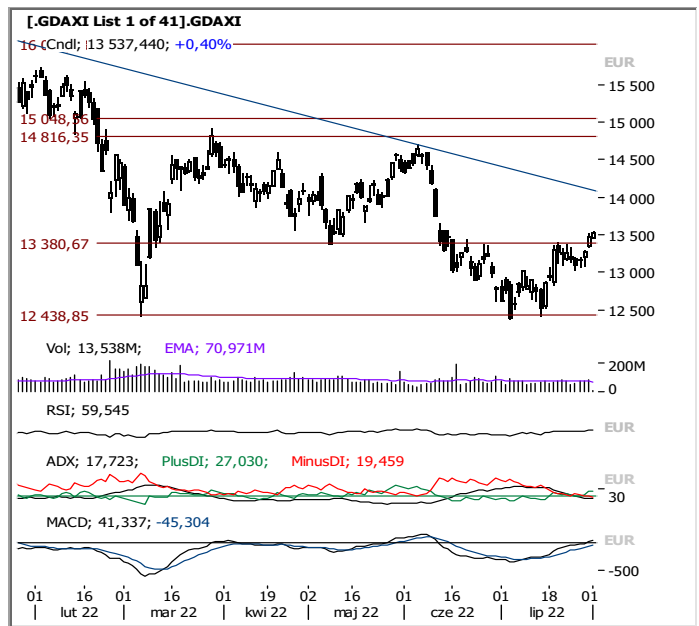 [.GDAXI List 1 of 41].GDAXI
Cndl; 13 537,440; +0,40%
EUR
15 500
15 048,56
15 000
14 816,35
14 500
14 000
13 500
13 380,67
13 000
12 438,85
12 500
Vol; 13,538M; EMA; 70,971M
200M
0
RSI; 59,545
EUR
ADX; 17,723; PlusDI; 27,030; MinusDI; 19,459
EUR
30
MACD; 41,337; -45,304
EUR
-500
01 16 01 16 01 19 02 16 01 16 01 18 01
lut 22 mar 22 kwi 22 maj 22 cze 22 lip 22